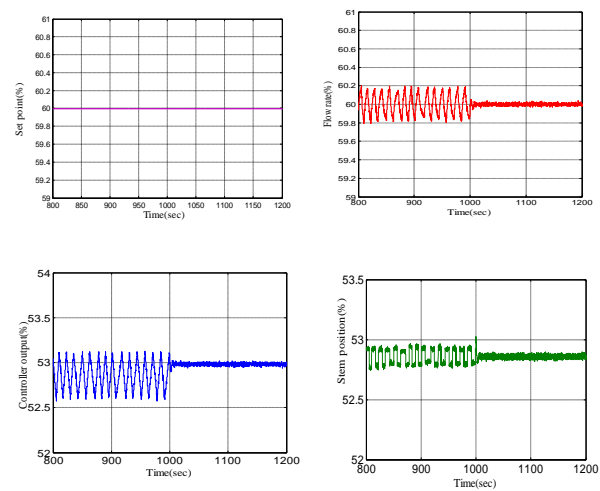 Set point(%)
61
60.8
60.6
60.4
60.2
60
59.8
59.6
59.4
59.2
59
800 850 900 950 1000 1050 1100 1150 1200
Time(sec)
Flow rate(%)
61
60.8
60.6
60.4
60.2
60
59.8
59.6
59.4
59.2
59
800 900 1000 1100 1200
Time(sec)
Controller output(%)
54
53.5
53
52.5
52
800 900 1000 1100 1200
Time(sec)
Stem position(%)
53.5
53
52.5
52
800 900 1000 1100 1200
Time(sec)